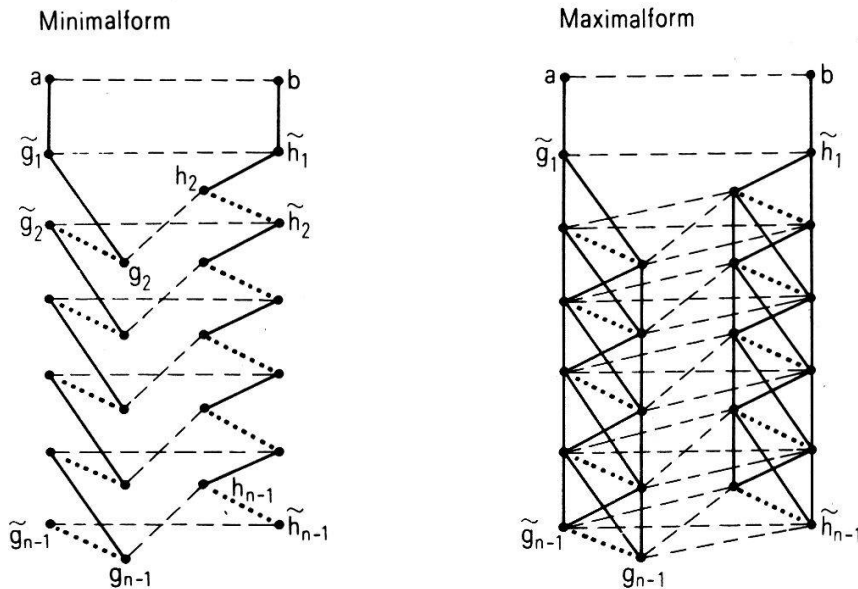 Minimalform
Maximalform
a b
a b
g̃₁ h̃₁
g̃₁ h̃₁
h₂
g̃₂ h̃₂
g₂
hₙ₋₁
g̃ₙ₋₁ h̃ₙ₋₁
g̃ₙ₋₁ h̃ₙ₋₁
gₙ₋₁
gₙ₋₁